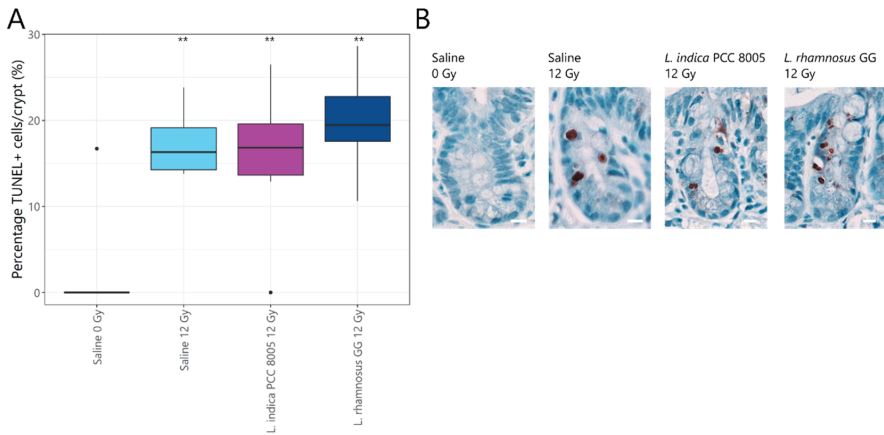 A
Percentage TUNEL+ cells/crypt (%)
30
20
10
0
**
**
**
Saline 0 Gy
Saline 12 Gy
L. indica PCC 8005 12 Gy
L. rhamnosus GG 12 Gy
B
Saline
0 Gy
Saline
12 Gy
L. indica PCC 8005
12 Gy
L. rhamnosus GG
12 Gy